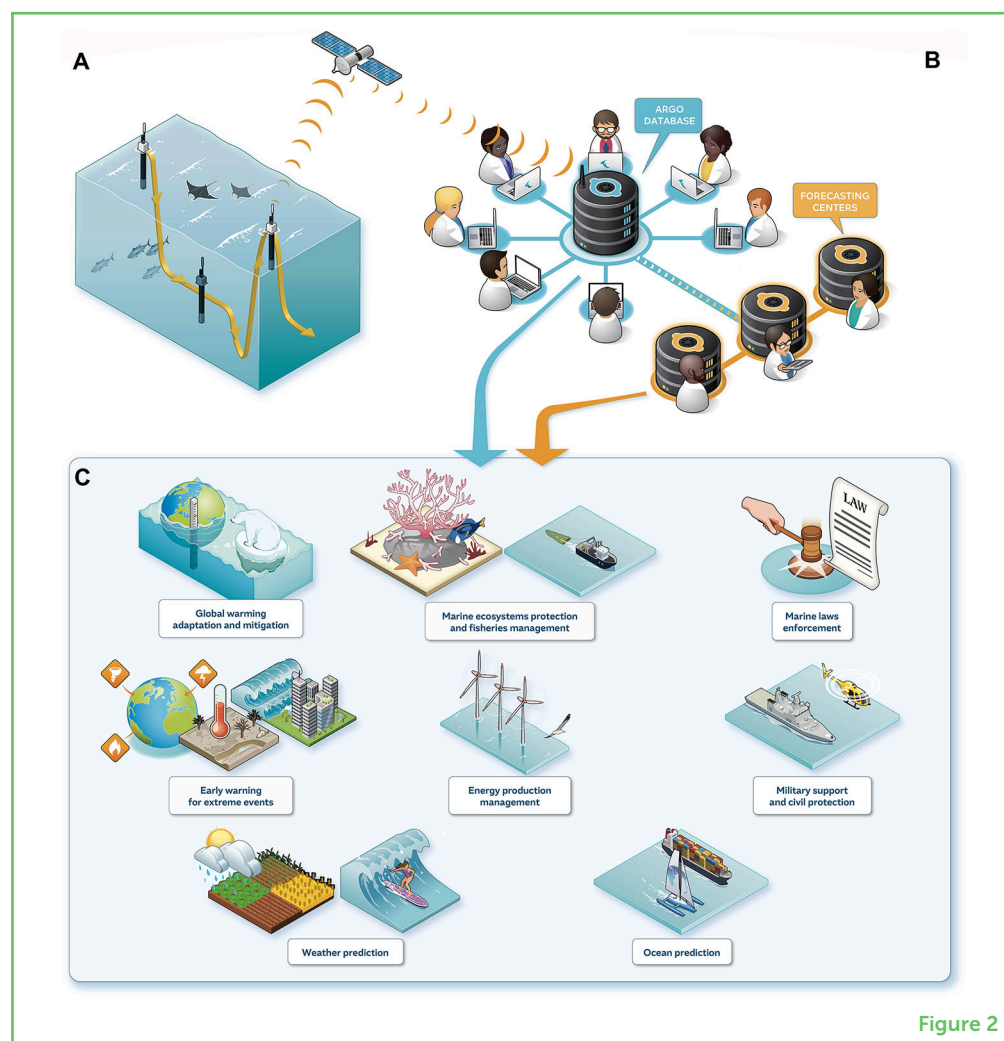 A
B
ARGO
DATABASE
FORECASTING
CENTERS
C
LAW
Global warming
adaptation and mitigation
Marine ecosystems protection
and fisheries management
Marine laws
enforcement
Early warning
for extreme events
Energy production
management
Military support
and civil protection
Weather prediction
Ocean prediction
Figure 2